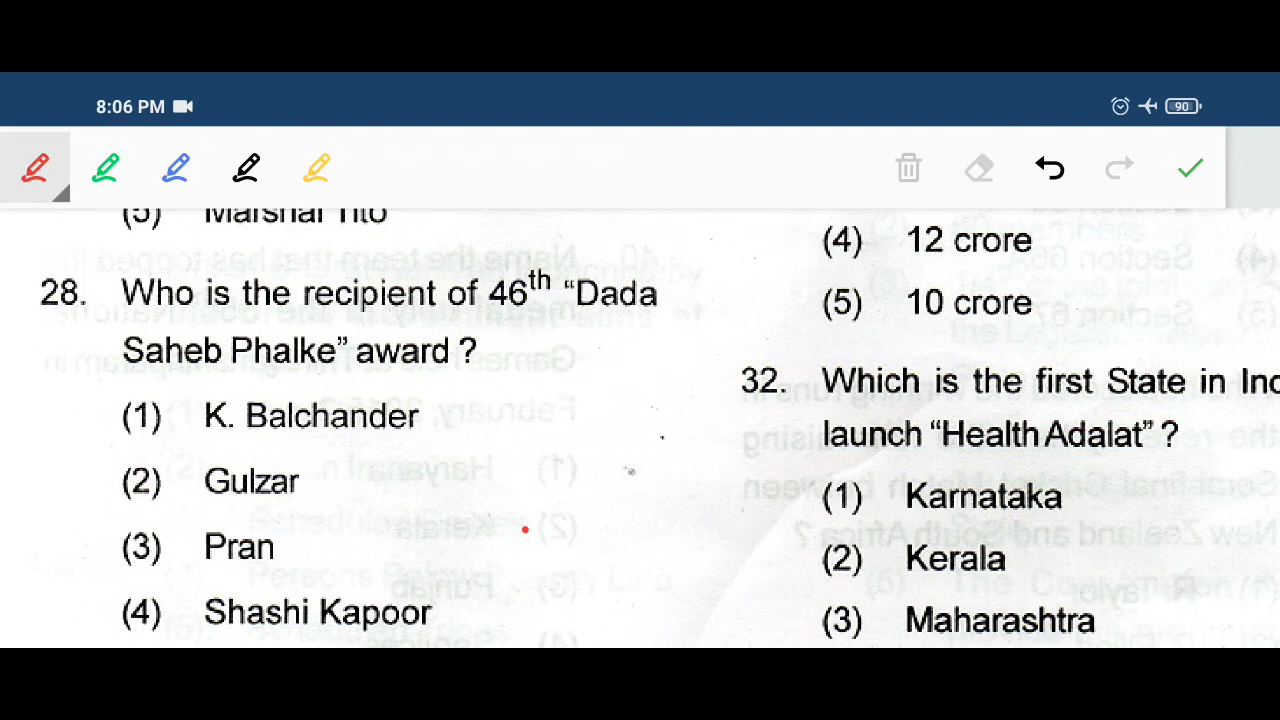 8:06 PM
90
(5) Marshal Tito
28. Who is the recipient of 46th “Dada
Saheb Phalke” award ?
(1) K. Balchander
(2) Gulzar
(3) Pran
(4) Shashi Kapoor
(4) 12 crore
(5) 10 crore
32. Which is the first State in Ind
launch “Health Adalat” ?
(1) Karnataka
(2) Kerala
(3) Maharashtra